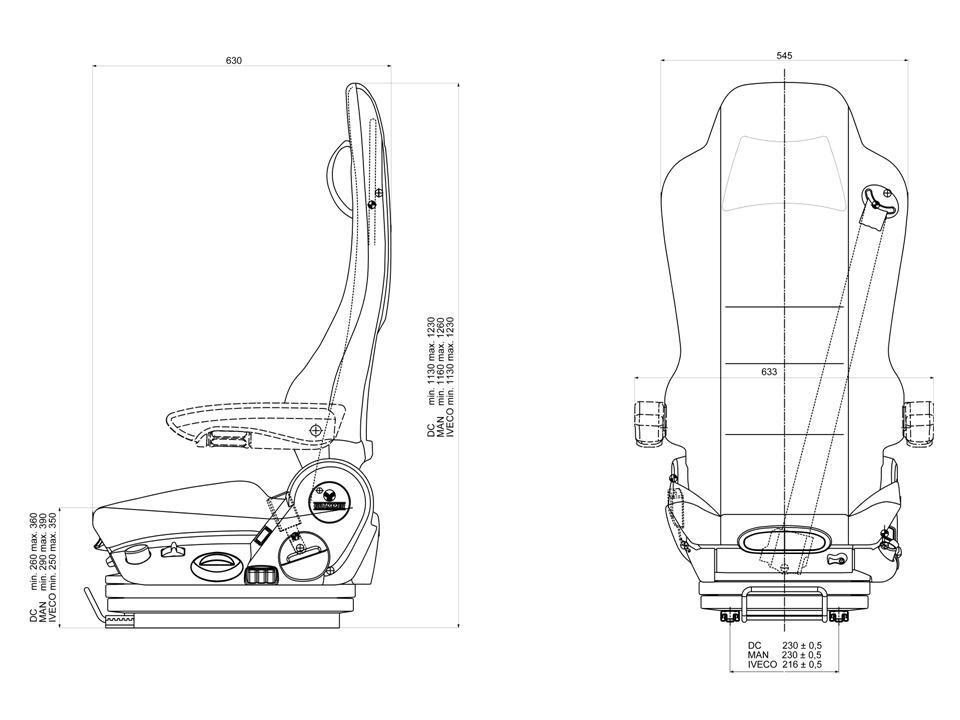 630
DC min. 1130 max. 1230
MAN min. 1160 max. 1260
IVECO min. 1130 max. 1230
DC min. 260 max. 360
MAN min. 290 max. 390
IVECO min. 250 max. 350
545
633
DC 230 ± 0,5
MAN 230 ± 0,5
IVECO 216 ± 0,5